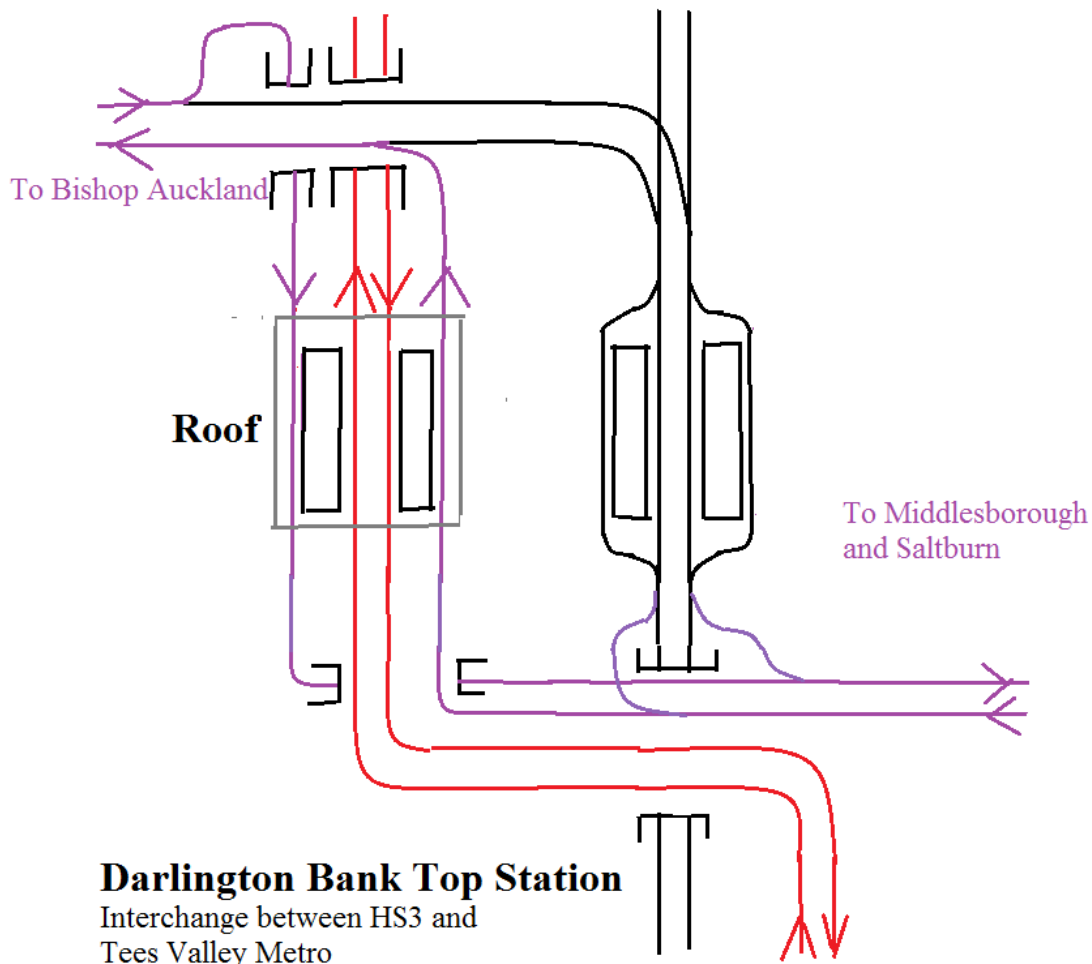 To Bishop Auckland
Roof
To Middlesborough
and Saltburn
Darlington Bank Top Station
Interchange between HS3 and
Tees Valley Metro